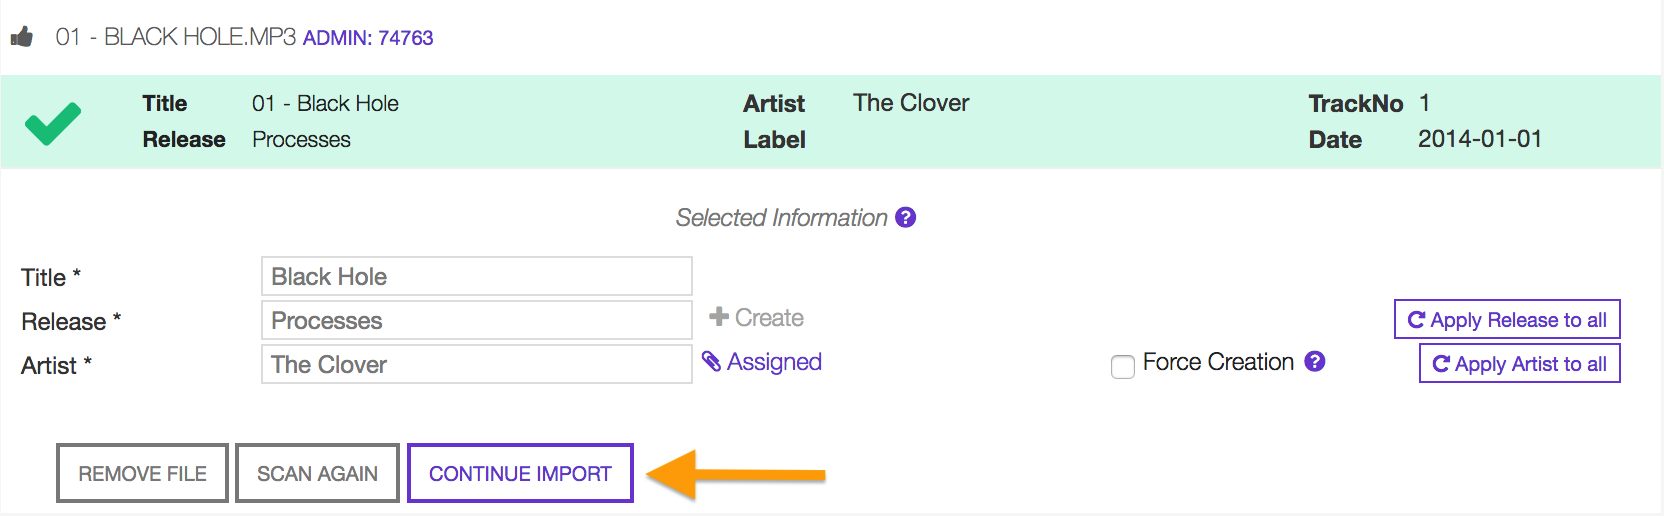 01 - BLACK HOLE.MP3 ADMIN: 74763
Title 01 - Black Hole Artist The Clover TrackNo 1
Release Processes Label Date 2014-01-01
Selected Information ?
Title * Black Hole
Release * Processes Create Apply Release to all
Artist * The Clover Assigned Force Creation ? Apply Artist to all
REMOVE FILE SCAN AGAIN CONTINUE IMPORT